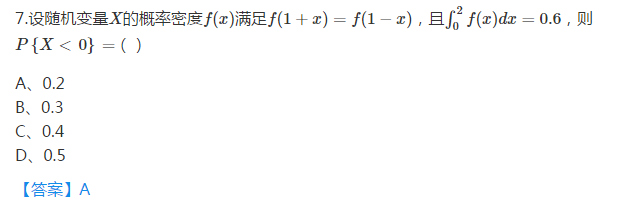 7.设随机变量X的概率密度f(x)满足f(1 + x) = f(1 − x)，且∫₀² f(x)dx = 0.6，则
P{X < 0} = ( )
A、0.2
B、0.3
C、0.4
D、0.5
【答案】A